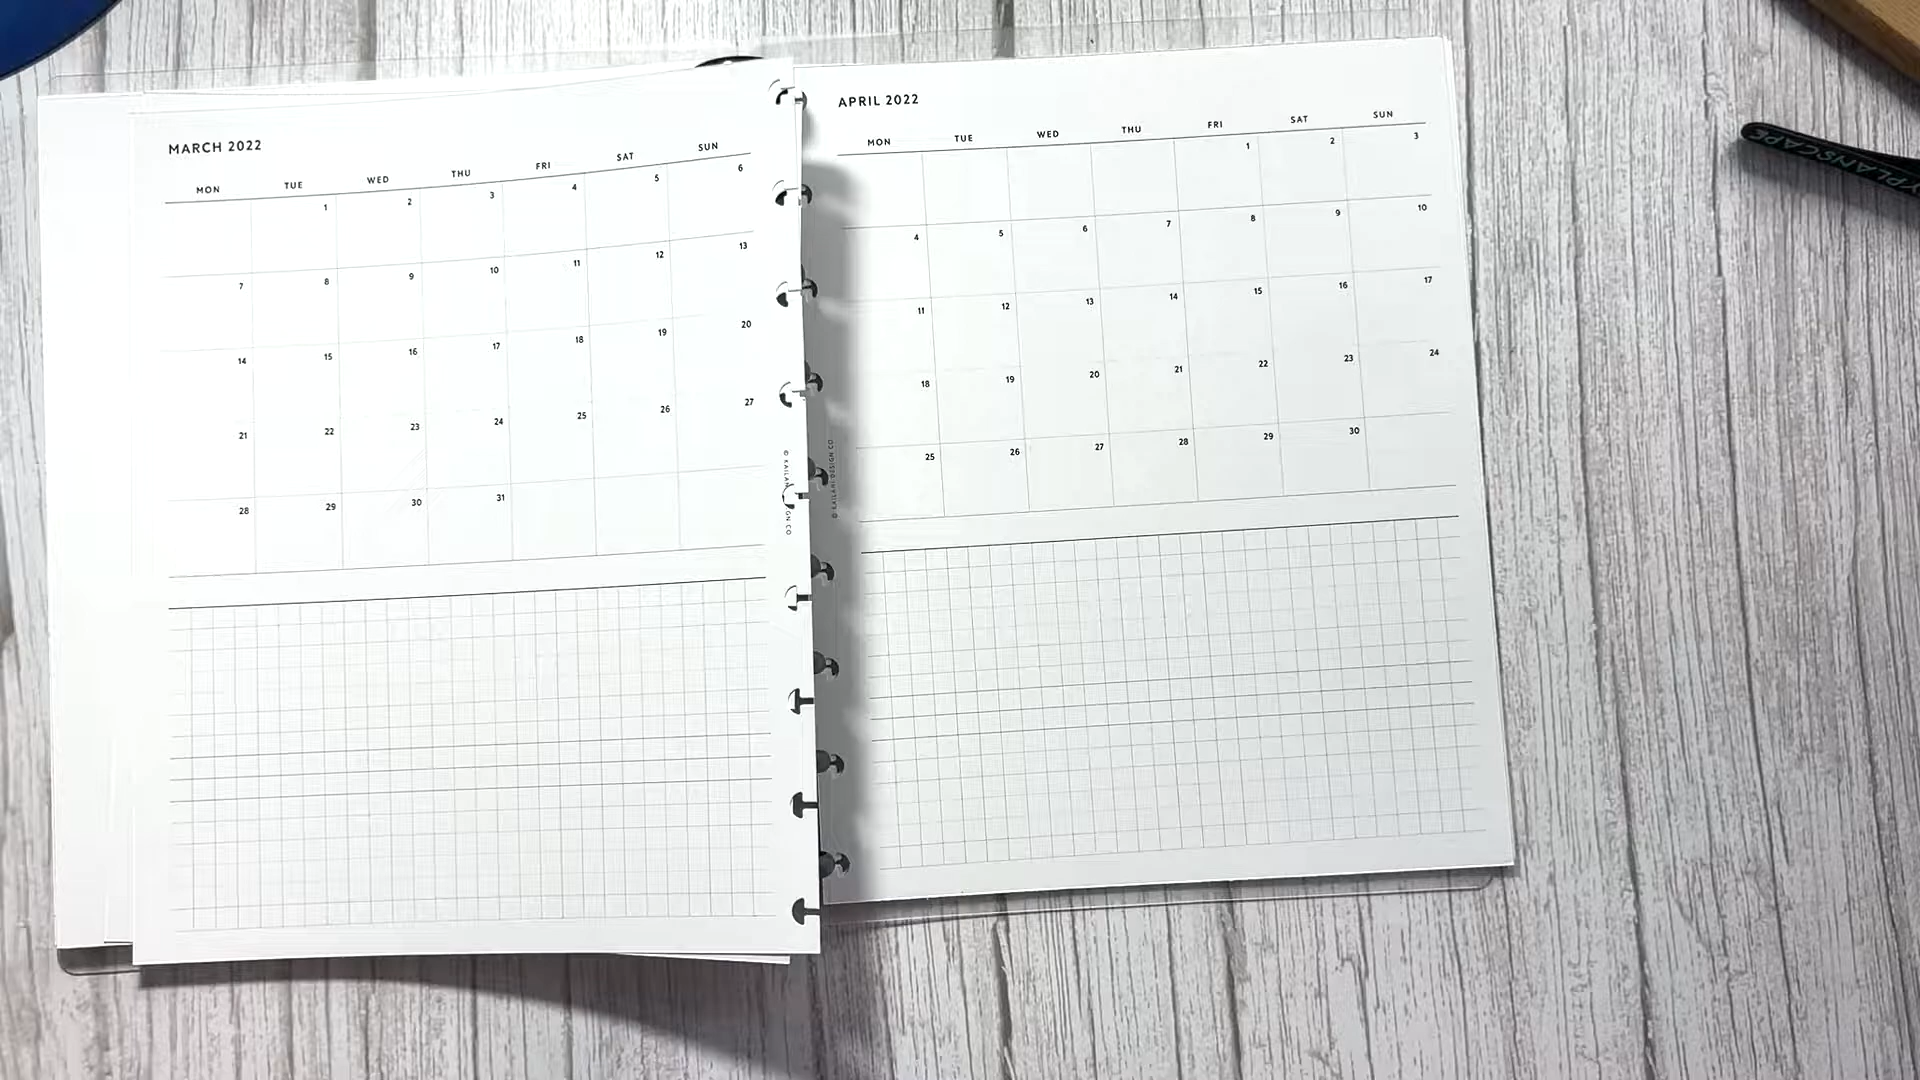 MARCH 2022
MON TUE WED THU FRI SAT SUN
1 2 3 4 5 6
7 8 9 10 11 12 13
14 15 16 17 18 19 20
21 22 23 24 25 26 27
28 29 30 31
© KAILANI DESIGN CO
APRIL 2022
MON TUE WED THU FRI SAT SUN
1 2 3
4 5 6 7 8 9 10
11 12 13 14 15 16 17
18 19 20 21 22 23 24
25 26 27 28 29 30